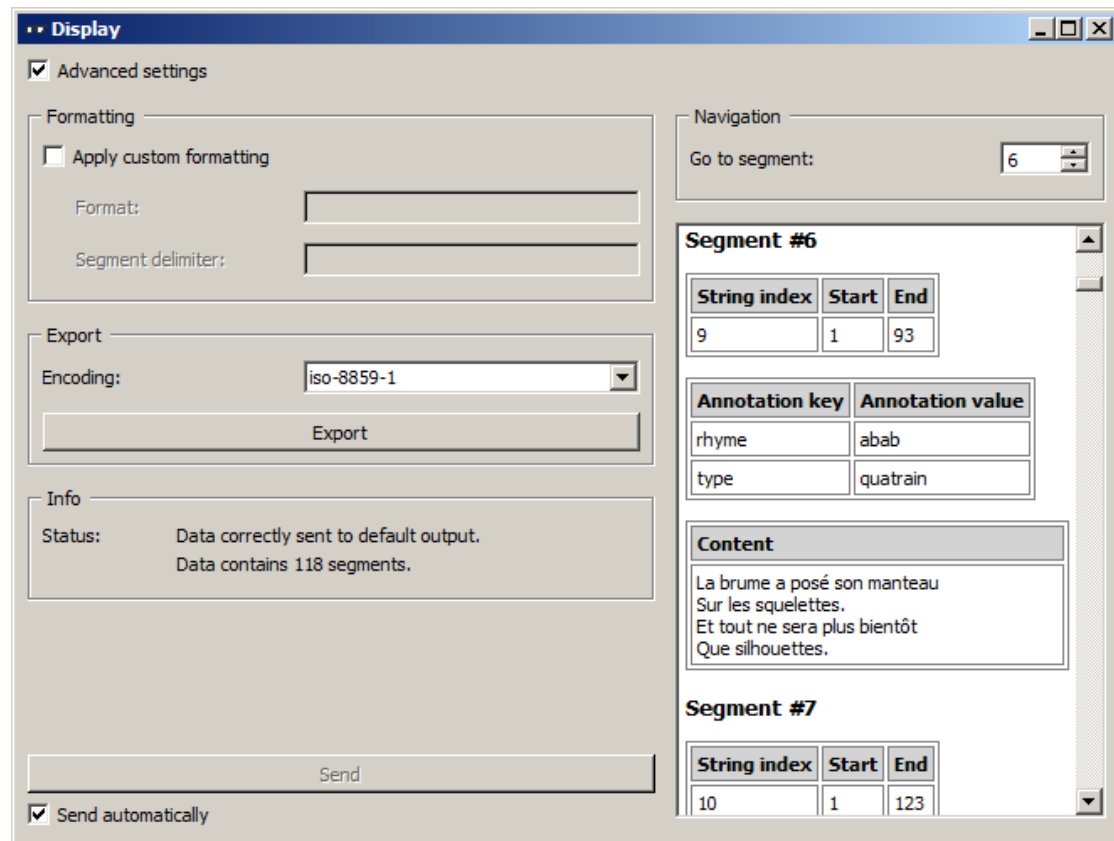 Display
Advanced settings
Formatting
Apply custom formatting
Format:
Segment delimiter:
Export
Encoding: iso-8859-1
Export
Info
Status: Data correctly sent to default output.
Data contains 118 segments.
Send
Send automatically
Navigation
Go to segment: 6
Segment #6
String index Start End
9 1 93
Annotation key Annotation value
rhyme abab
type quatrain
Content
La brume a posé son manteau
Sur les squelettes.
Et tout ne sera plus bientôt
Que silhouettes.
Segment #7
String index Start End
10 1 123